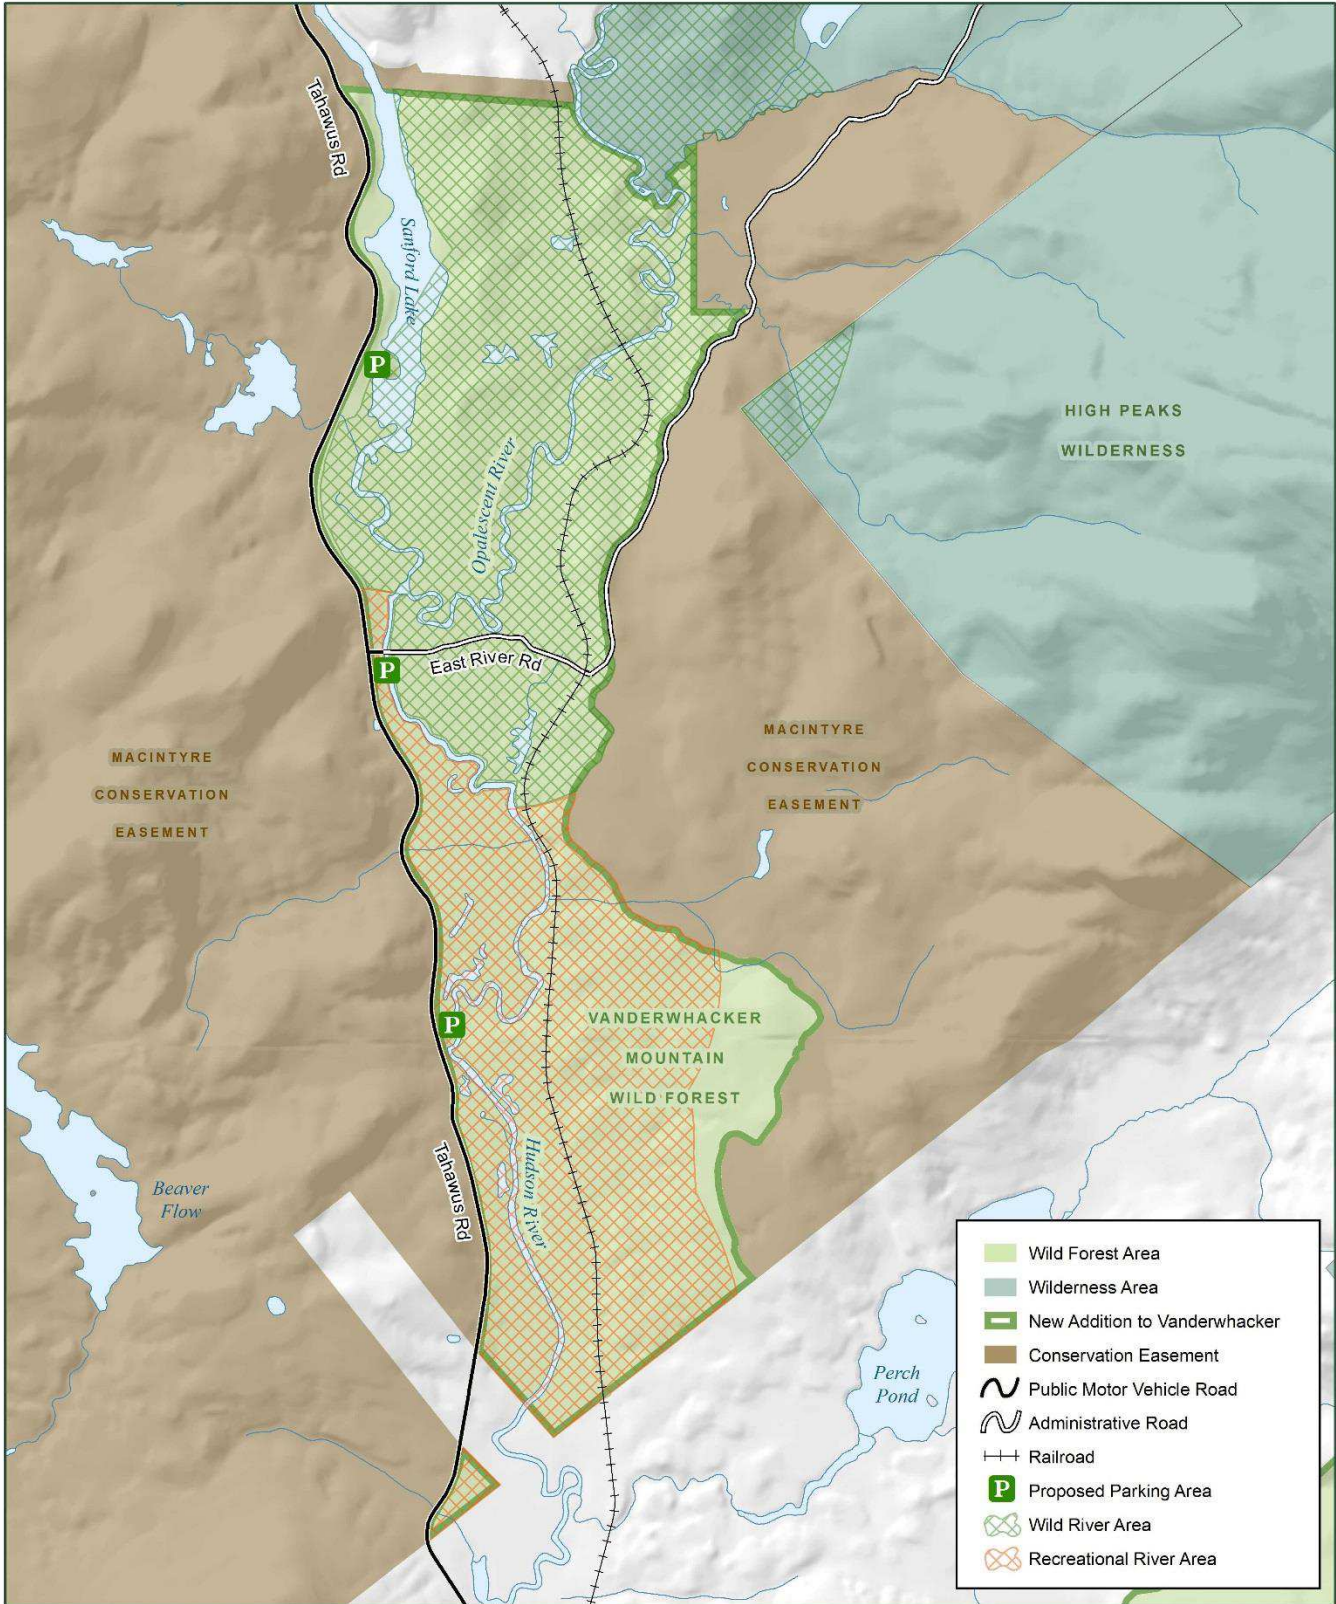 Tahawus Rd
Sanford Lake
HIGH PEAKS
WILDERNESS
Opalescent River
P
East River Rd
P
MACINTYRE
CONSERVATION
EASEMENT
MACINTYRE
CONSERVATION
EASEMENT
P
VANDERWHACKER
MOUNTAIN
WILD FOREST
Tahawus Rd
Hudson River
Beaver
Flow
Perch
Pond
Wild Forest Area
Wilderness Area
New Addition to Vanderwhacker
Conservation Easement
Public Motor Vehicle Road
Administrative Road
Railroad
P Proposed Parking Area
Wild River Area
Recreational River Area